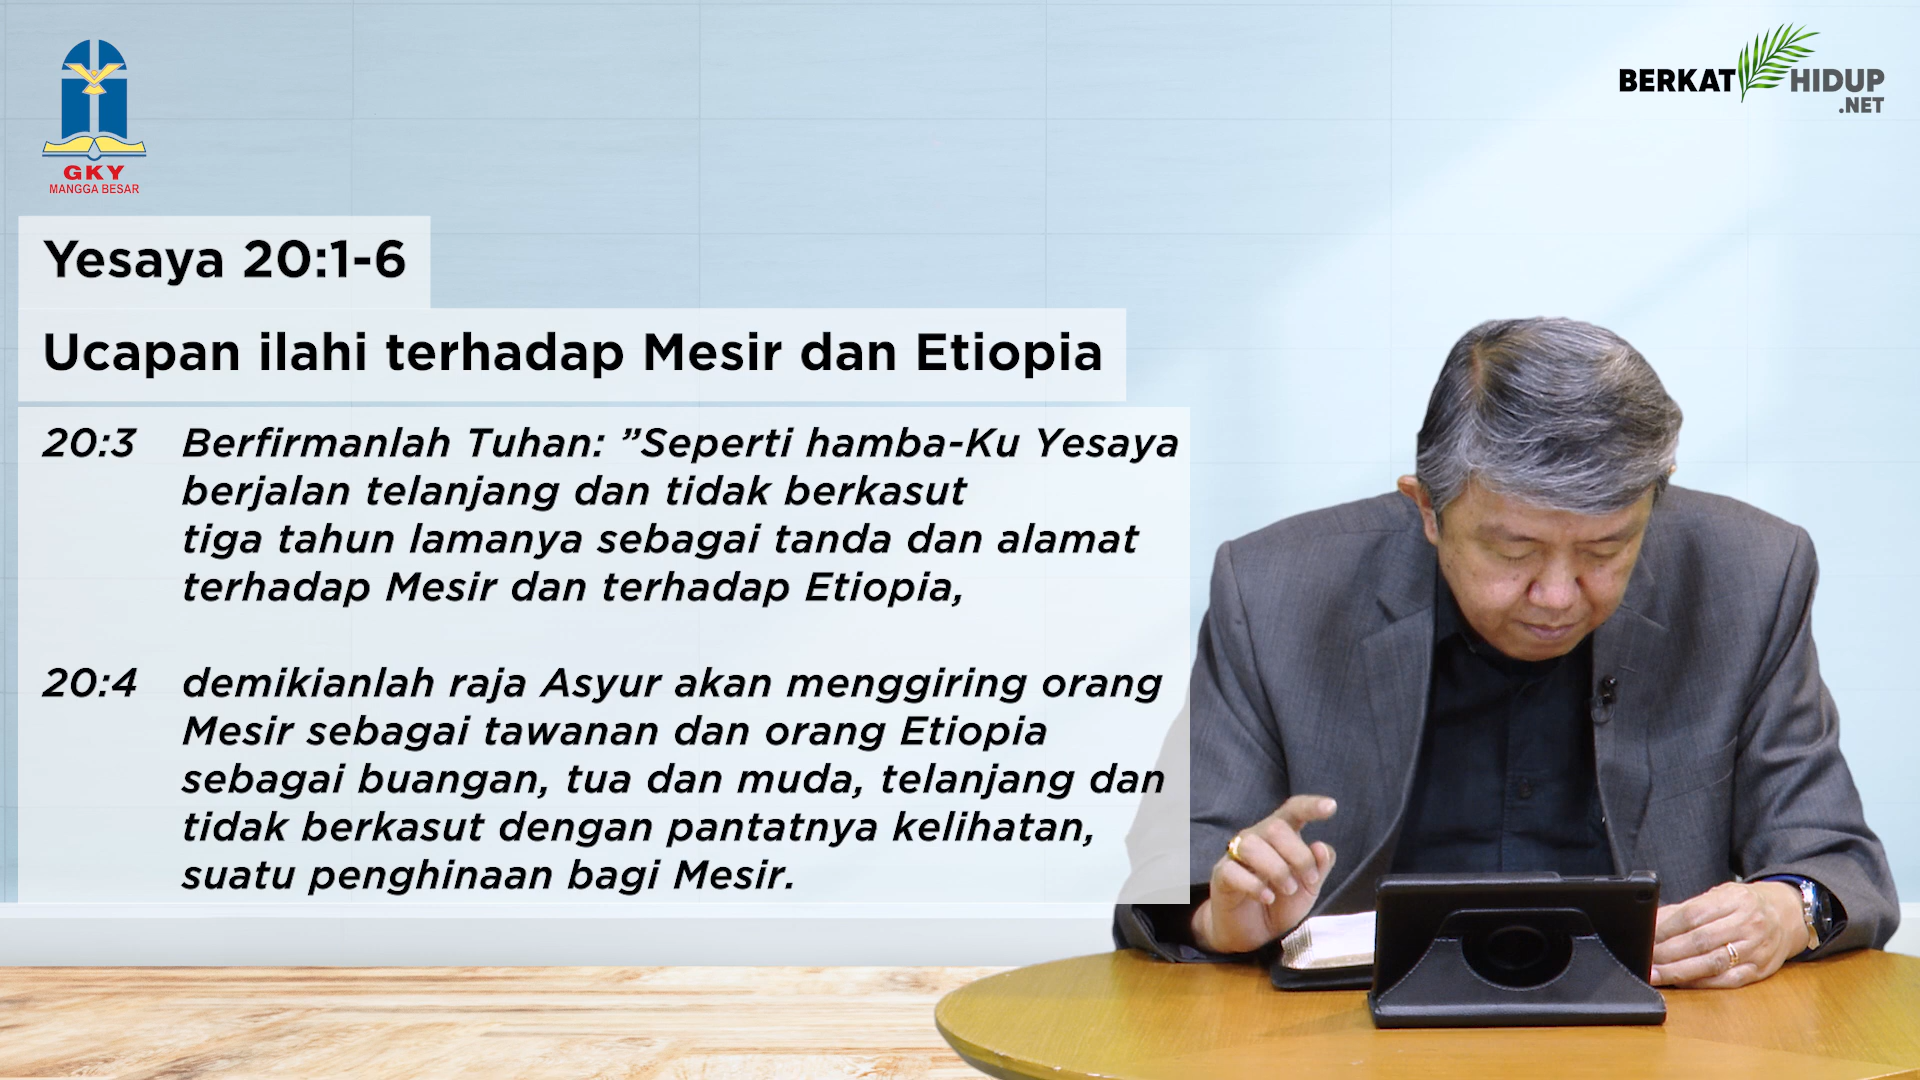 GKY
MANGGA BESAR
BERKAT HIDUP
.NET
Yesaya 20:1-6
Ucapan ilahi terhadap Mesir dan Etiopia
20:3 Berfirmanlah Tuhan: ”Seperti hamba-Ku Yesaya
berjalan telanjang dan tidak berkasut
tiga tahun lamanya sebagai tanda dan alamat
terhadap Mesir dan terhadap Etiopia,
20:4 demikianlah raja Asyur akan menggiring orang
Mesir sebagai tawanan dan orang Etiopia
sebagai buangan, tua dan muda, telanjang dan
tidak berkasut dengan pantatnya kelihatan,
suatu penghinaan bagi Mesir.